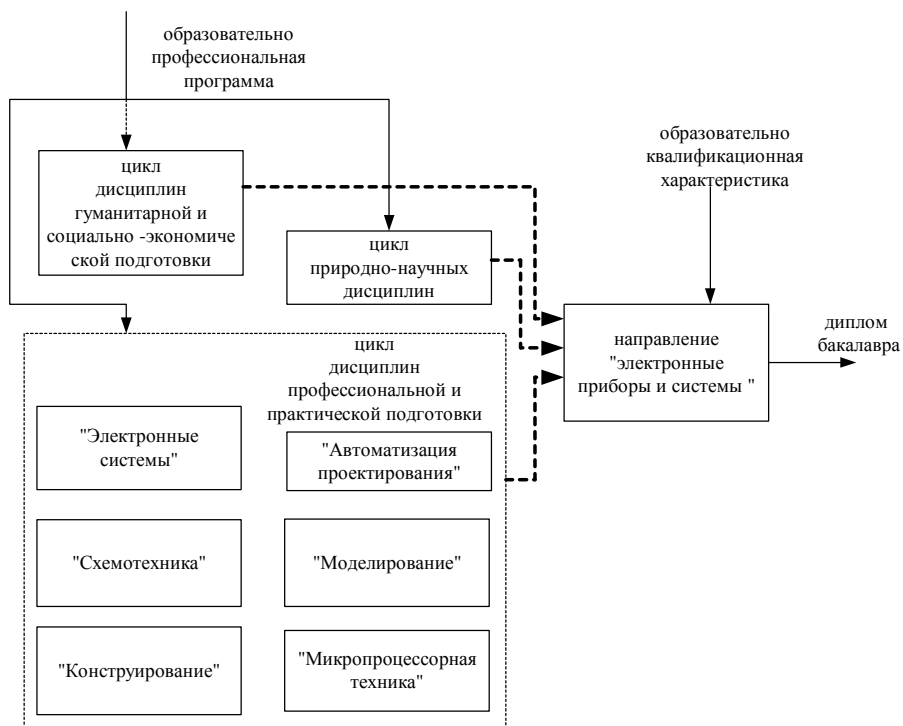 образовательно
профессиональная
программа
образовательно
квалификационная
характеристика
цикл
дисциплин
гуманитарной и
социально -экономиче
ской подготовки
цикл
природно-научных
дисциплин
направление
"электронные
приборы и системы "
диплом
бакалавра
цикл
дисциплин
профессиональной и
практической подготовки
"Электронные
системы"
"Автоматизация
проектирования"
"Схемотехника"
"Моделирование"
"Конструирование"
"Микропроцессорная
техника"